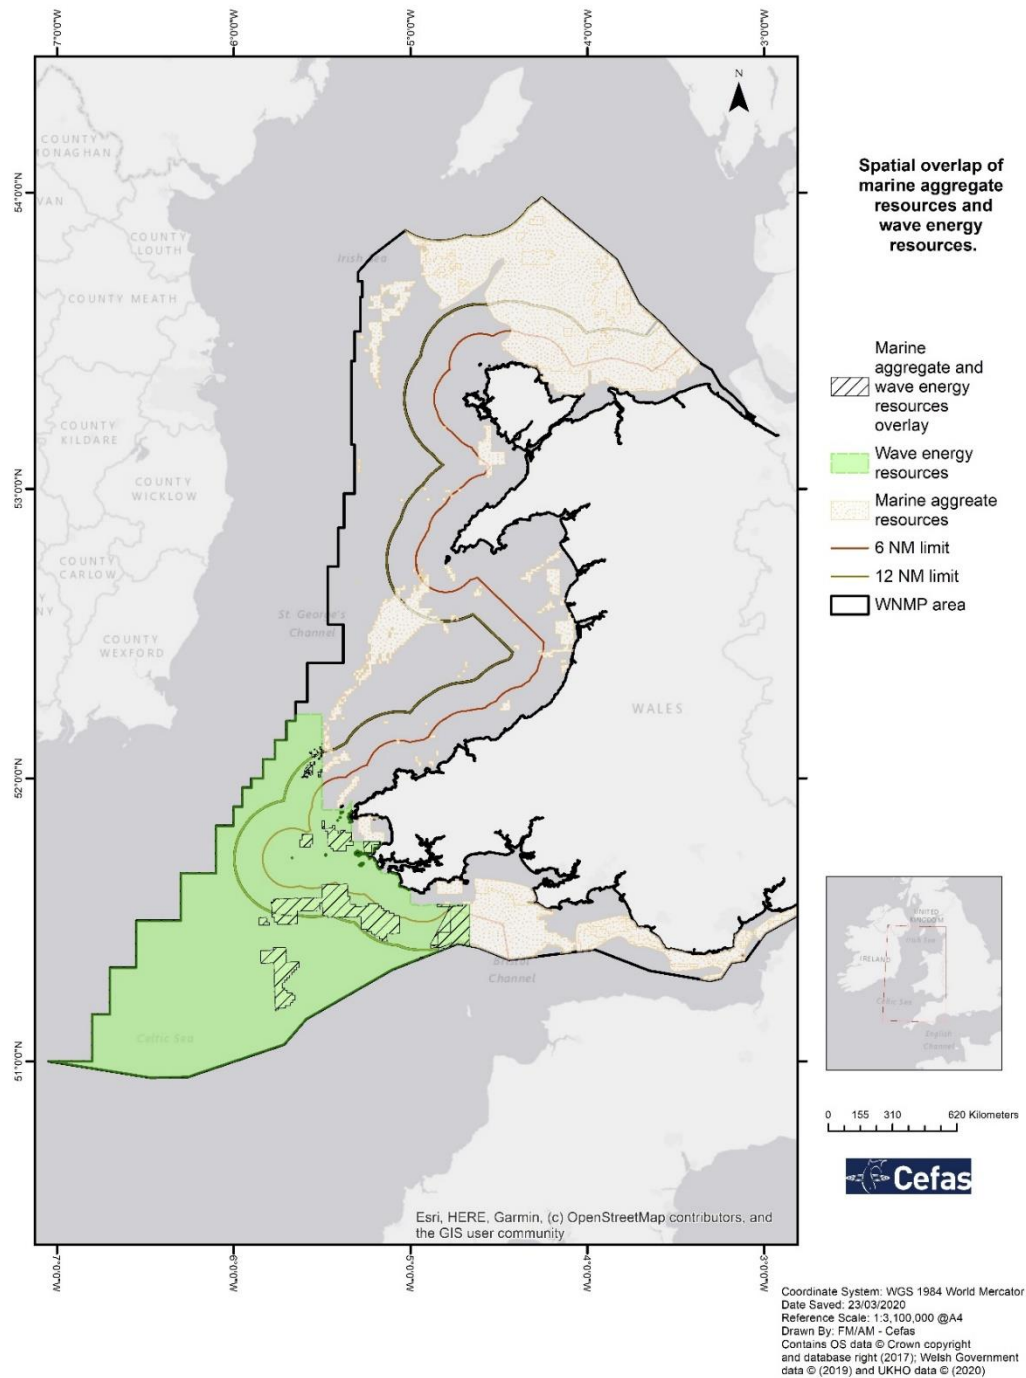 7°0'0"W
6°0'0"W
5°0'0"W
4°0'0"W
3°0'0"W
N
COUNTY
MONAGHAN
VAN
COUNTY
LOUTH
Irish Sea
COUNTY MEATH
COUNTY
KILDARE
COUNTY
WICKLOW
COUNTY
CARLOW
NY
COUNTY
WEXFORD
St. George's
Channel
WALES
Bristol
Channel
Celtic Sea
54°0'0"N
53°0'0"N
52°0'0"N
51°0'0"N
Esri, HERE, Garmin, (c) OpenStreetMap contributors, and
the GIS user community
7°0'0"W
6°0'0"W
5°0'0"W
4°0'0"W
3°0'0"W
Spatial overlap of
marine aggregate
resources and
wave energy
resources.
Marine
aggregate and
wave energy
resources
overlay
Wave energy
resources
Marine aggreate
resources
6 NM limit
12 NM limit
WNMP area
UNITED
KINGDOM
IRELAND
Celtic Sea
English
Channel
0 155 310 620 Kilometers
Cefas
Coordinate System: WGS 1984 World Mercator
Date Saved: 23/03/2020
Reference Scale: 1:3,100,000 @A4
Drawn By: FM/AM - Cefas
Contains OS data © Crown copyright
and database right (2017); Welsh Government
data © (2019) and UKHO data © (2020)